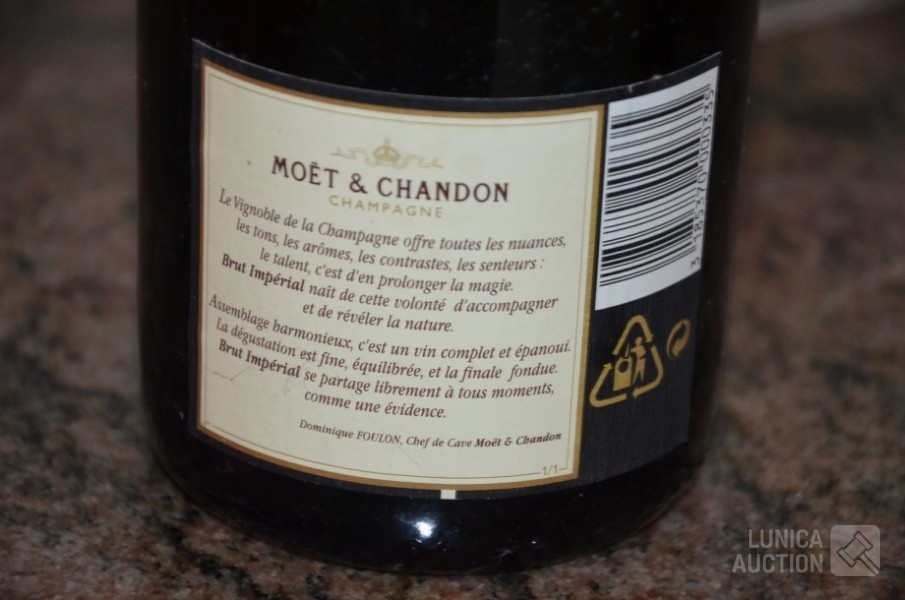 MOËT & CHANDON
CHAMPAGNE
Le Vignoble de la Champagne offre toutes les nuances,
les tons, les arômes, les contrastes, les senteurs :
le talent, c'est d'en prolonger la magie.
Brut Impérial naît de cette volonté d'accompagner
et de révéler la nature.
Assemblage harmonieux, c'est un vin complet et épanoui.
La dégustation est fine, équilibrée, et la finale fondue.
Brut Impérial se partage librement à tous moments,
comme une évidence.
Dominique FOULON, Chef de Cave Moët & Chandon
1/1
3 185370 000335
LUNICA
AUCTION